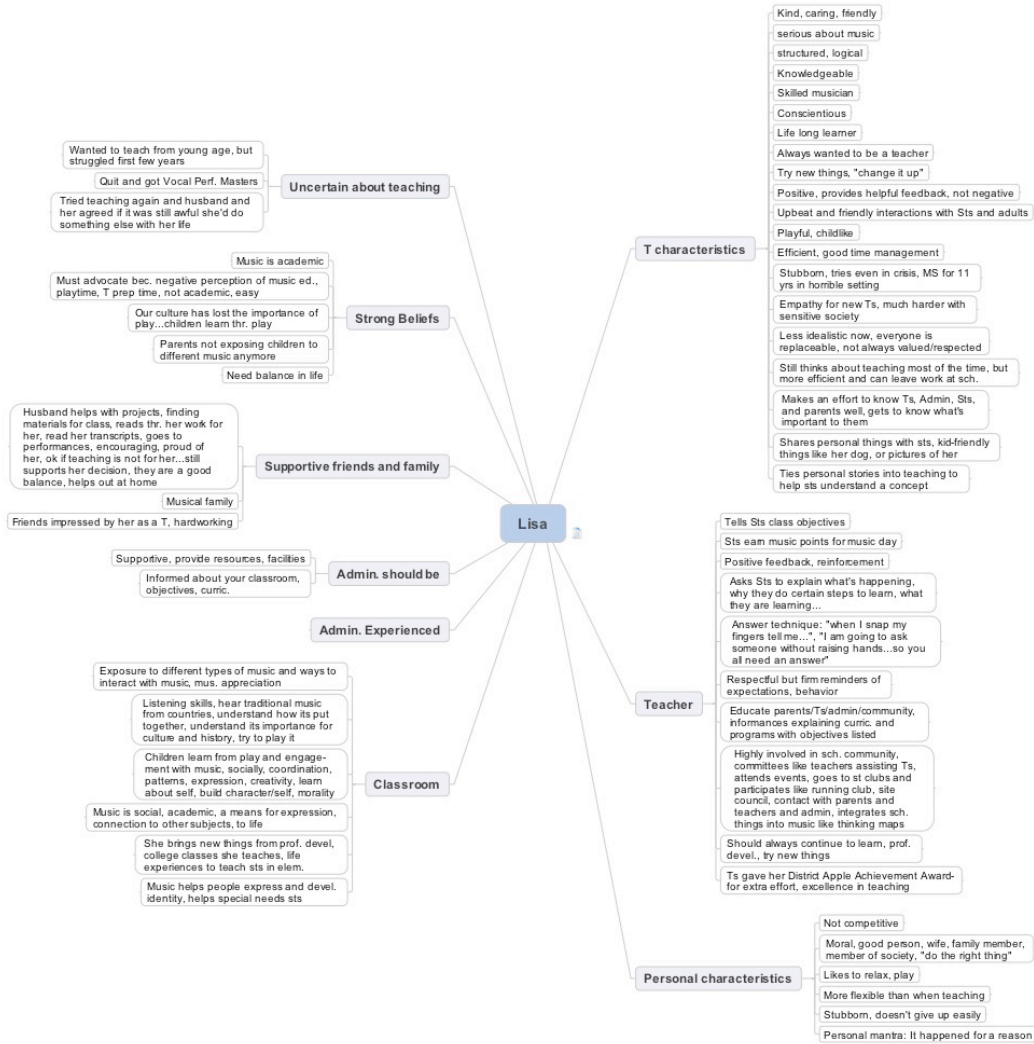 Lisa
Uncertain about teaching
Wanted to teach from young age, but
struggled first few years
Quit and got Vocal Perf. Masters
Tried teaching again and husband and
her agreed if it was still awful she'd do
something else with her life
Strong Beliefs
Music is academic
Must advocate bec. negative perception of music ed.,
playtime, T prep time, not academic, easy
Our culture has lost the importance of
play...children learn thr. play
Parents not exposing children to
different music anymore
Need balance in life
Supportive friends and family
Husband helps with projects, finding
materials for class, reads thr. her work for
her, read her transcripts, goes to
performances, encouraging, proud of
her, ok if teaching is not for her...still
supports her decision, they are a good
balance, helps out at home
Musical family
Friends impressed by her as a T, hardworking
Admin. should be
Supportive, provide resources, facilities
Informed about your classroom,
objectives, curric.
Admin. Experienced
Classroom
Exposure to different types of music and ways to
interact with music, mus. appreciation
Listening skills, hear traditional music
from countries, understand how its put
together, understand its importance for
culture and history, try to play it
Children learn from play and engage-
ment with music, socially, coordination,
patterns, expression, creativity, learn
about self, build character/self, morality
Music is social, academic, a means for expression,
connection to other subjects, to life
She brings new things from prof. devel,
college classes she teaches, life
experiences to teach sts in elem.
Music helps people express and devel.
identity, helps special needs sts
T characteristics
Kind, caring, friendly
serious about music
structured, logical
Knowledgeable
Skilled musician
Conscientious
Life long learner
Always wanted to be a teacher
Try new things, "change it up"
Positive, provides helpful feedback, not negative
Upbeat and friendly interactions with Sts and adults
Playful, childlike
Efficient, good time management
Stubborn, tries even in crisis, MS for 11
yrs in horrible setting
Empathy for new Ts, much harder with
sensitive society
Less idealistic now, everyone is
replaceable, not always valued/respected
Still thinks about teaching most of the time, but
more efficient and can leave work at sch.
Makes an effort to know Ts, Admin, Sts,
and parents well, gets to know what's
important to them
Shares personal things with sts, kid-friendly
things like her dog, or pictures of her
Ties personal stories into teaching to
help sts understand a concept
Teacher
Tells Sts class objectives
Sts earn music points for music day
Positive feedback, reinforcement
Asks Sts to explain what's happening,
why they do certain steps to learn, what
they are learning...
Answer technique: "when I snap my
fingers tell me...", "I am going to ask
someone without raising hands...so you
all need an answer"
Respectful but firm reminders of
expectations, behavior
Educate parents/Ts/admin/community,
informances explaining curric. and
programs with objectives listed
Highly involved in sch. community,
committees like teachers assisting Ts,
attends events, goes to st clubs and
participates like running club, site
council, contact with parents and
teachers and admin, integrates sch.
things into music like thinking maps
Should always continue to learn, prof.
devel., try new things
Ts gave her District Apple Achievement Award-
for extra effort, excellence in teaching
Personal characteristics
Not competitive
Moral, good person, wife, family member,
member of society, "do the right thing"
Likes to relax, play
More flexible than when teaching
Stubborn, doesn't give up easily
Personal mantra: It happened for a reason